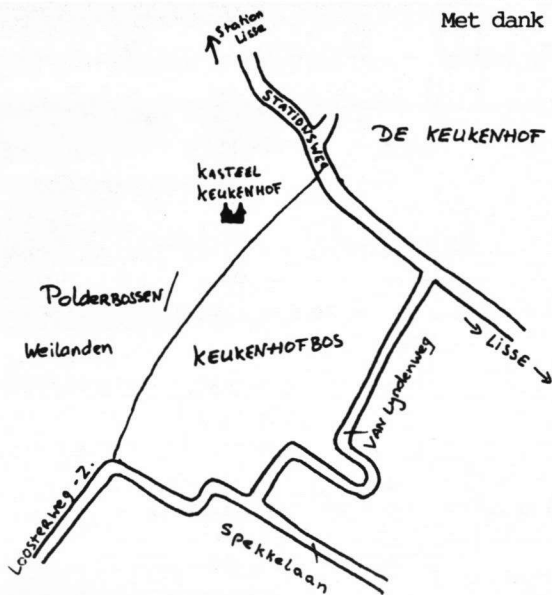 Met dank
Station
Lisse
STATIONSWEG
DE KEUKENHOF
KASTEEL
KEUKENHOF
POLDERBOSSEN/
Weilanden
KEUKENHOFBOS
→ LISSE →
VAN Lyndenweg
LOOSTERWEG-Z.
Spekkelaan